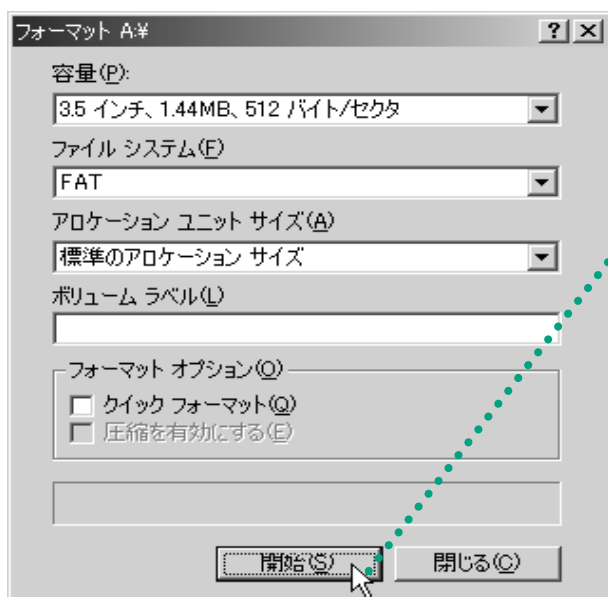 フォーマット A:¥
容量(P):
3.5 インチ、1.44MB、512 バイト/セクタ
ファイル システム(F)
FAT
アロケーション ユニット サイズ(A)
標準のアロケーション サイズ
ボリューム ラベル(L)
フォーマット オプション(O)
クイック フォーマット(Q)
圧縮を有効にする(E)
開始(S) 閉じる(C)